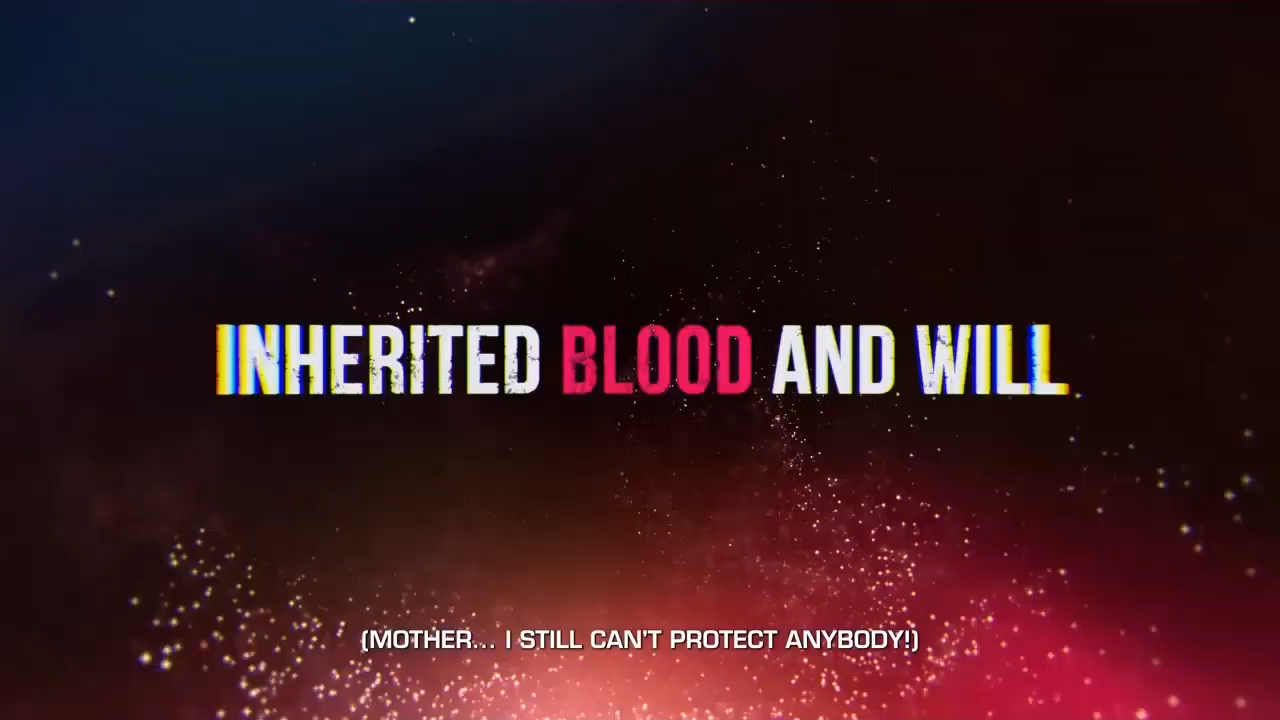 INHERITED BLOOD AND WILL
(MOTHER... I STILL CAN'T PROTECT ANYBODY!)